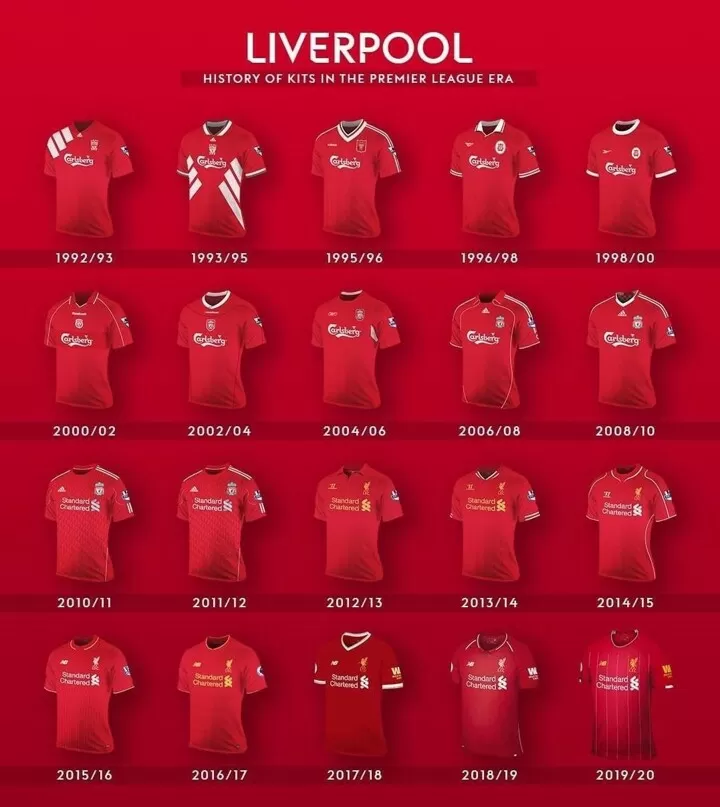 LIVERPOOL
HISTORY OF KITS IN THE PREMIER LEAGUE ERA
Carlsberg
Carlsberg
Carlsberg
Carlsberg
Carlsberg
1992/93
1993/95
1995/96
1996/98
1998/00
Carlsberg
Carlsberg
Carlsberg
Carlsberg
Carlsberg
2000/02
2002/04
2004/06
2006/08
2008/10
Standard
Chartered
Standard
Chartered
Standard
Chartered
Standard
Chartered
Standard
Chartered
2010/11
2011/12
2012/13
2013/14
2014/15
Standard
Chartered
Standard
Chartered
Standard
Chartered
Standard
Chartered
Standard
Chartered
2015/16
2016/17
2017/18
2018/19
2019/20